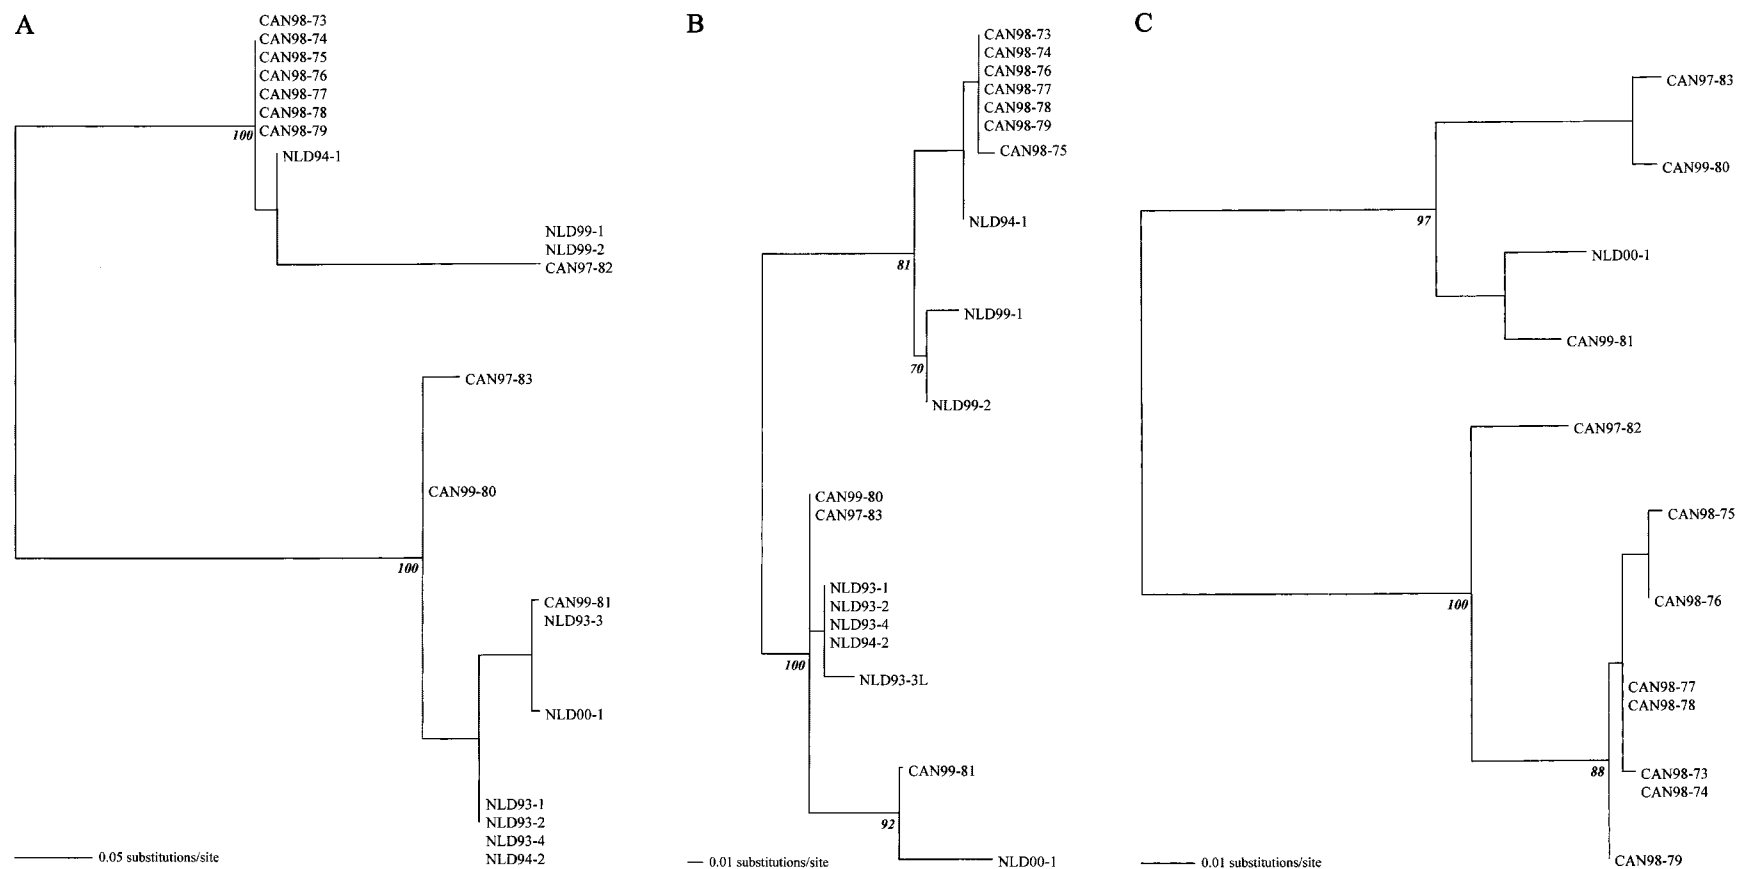 A
CAN98-73
CAN98-74
CAN98-75
CAN98-76
CAN98-77
CAN98-78
CAN98-79
100
NLD94-1
NLD99-1
NLD99-2
CAN97-82
CAN97-83
CAN99-80
100
CAN99-81
NLD93-3
NLD00-1
NLD93-1
NLD93-2
NLD93-4
NLD94-2
0.05 substitutions/site
B
CAN98-73
CAN98-74
CAN98-76
CAN98-77
CAN98-78
CAN98-79
CAN98-75
NLD94-1
81
NLD99-1
70
NLD99-2
CAN99-80
CAN97-83
NLD93-1
NLD93-2
NLD93-4
NLD94-2
100
NLD93-3L
CAN99-81
92
NLD00-1
0.01 substitutions/site
C
CAN97-83
CAN99-80
97
NLD00-1
CAN99-81
CAN97-82
CAN98-75
100
CAN98-76
CAN98-77
CAN98-78
88
CAN98-73
CAN98-74
CAN98-79
0.01 substitutions/site